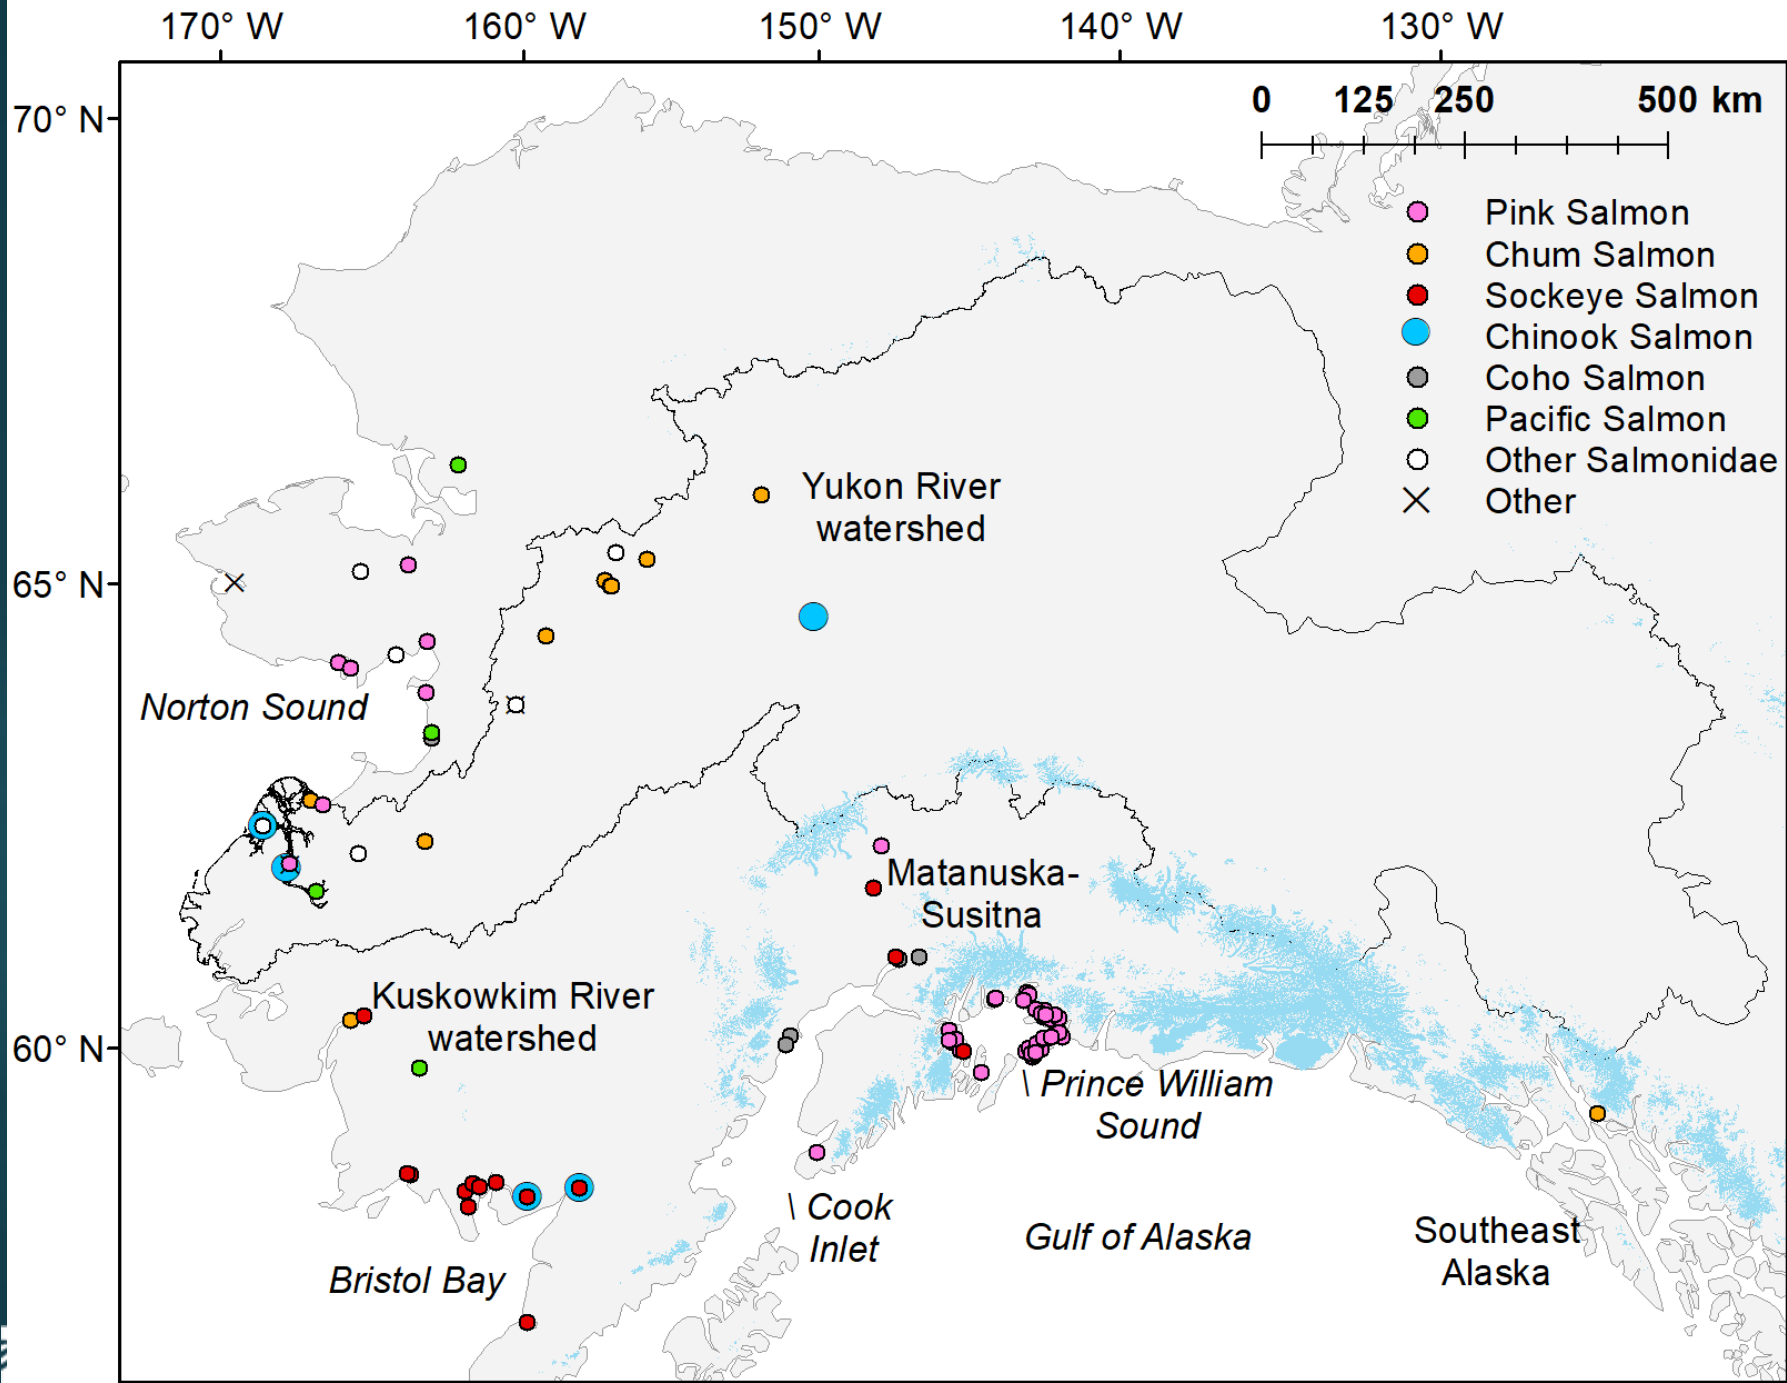 170° W 160° W 150° W 140° W 130° W
70° N
65° N
60° N
0 125 250 500 km
Pink Salmon
Chum Salmon
Sockeye Salmon
Chinook Salmon
Coho Salmon
Pacific Salmon
Other Salmonidae
Other
Yukon River
watershed
Norton Sound
Matanuska-
Susitna
Kuskowkim River
watershed
\ Prince William
Sound
\ Cook
Inlet
Gulf of Alaska
Southeast
Alaska
Bristol Bay